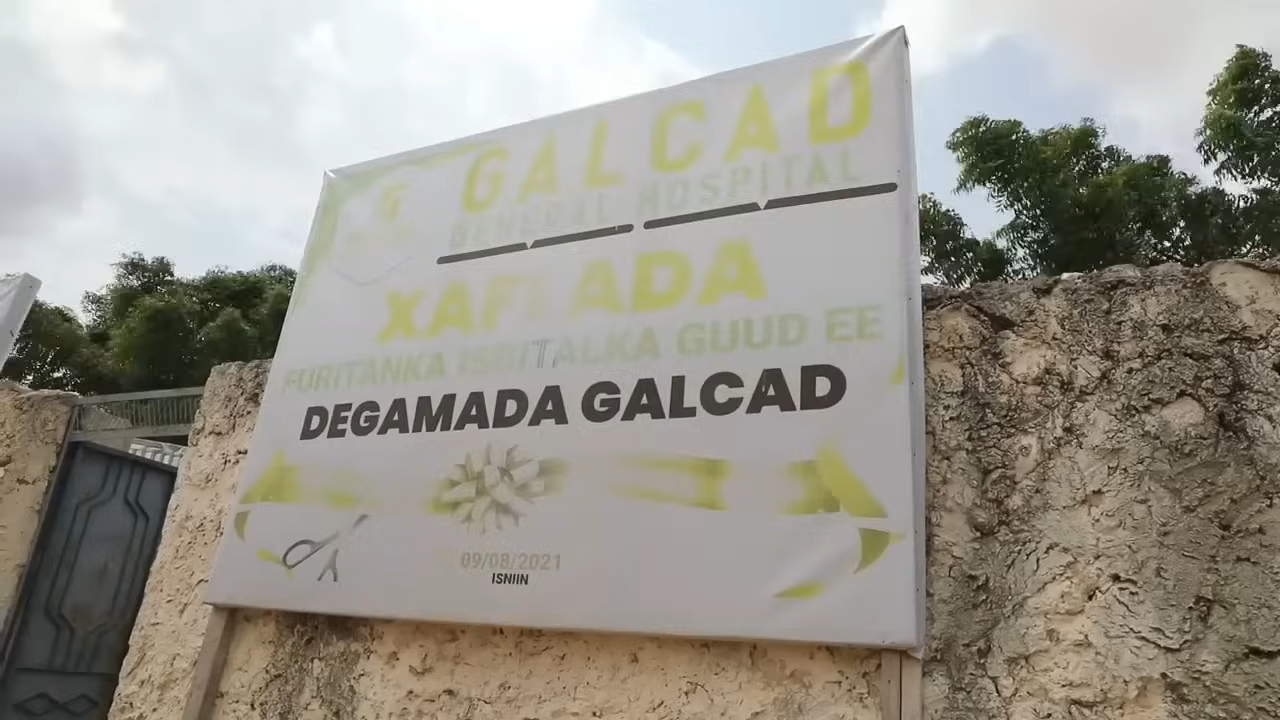 GALCAD
GENERAL HOSPITAL
XAFLADA
FURITANKA ISBITALKA GUUD EE
DEGAMADA GALCAD
09/08/2021
ISNIIN